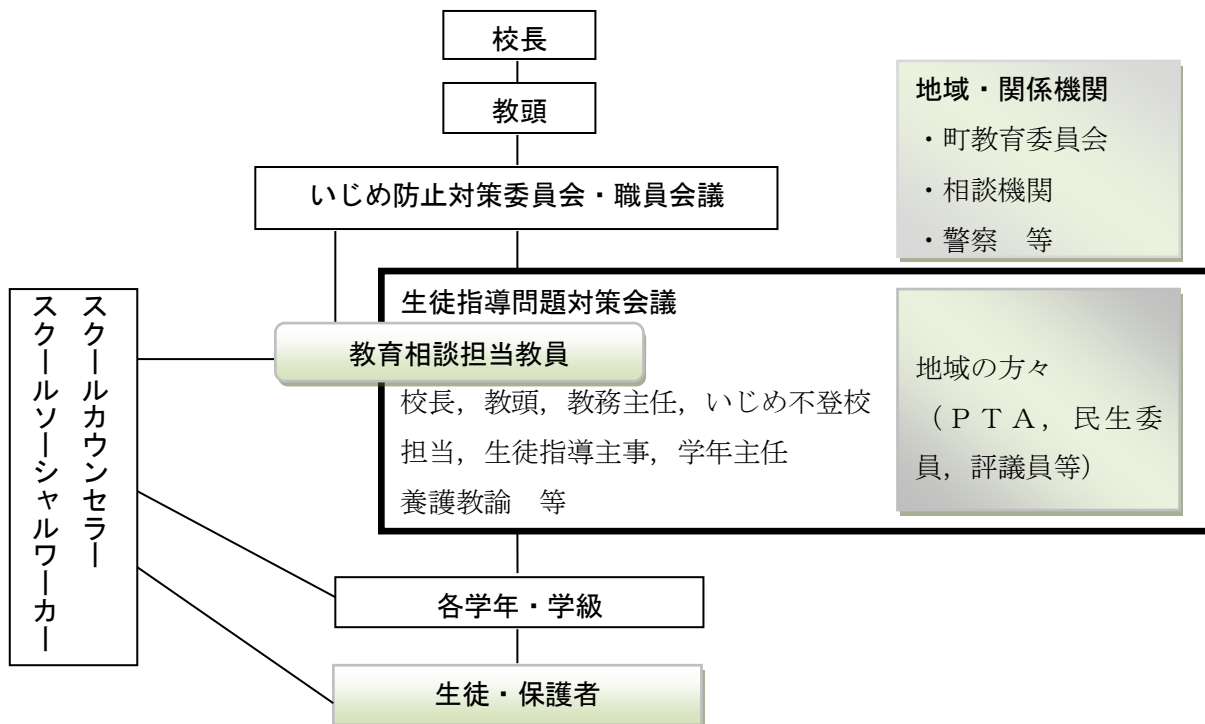 校長
教頭
いじめ防止対策委員会・職員会議
地域・関係機関
・町教育委員会
・相談機関
・警察　等
スクールカウンセラー
スクールソーシャルワーカー
生徒指導問題対策会議
教育相談担当教員
校長，教頭，教務主任，いじめ不登校
担当，生徒指導主事，学年主任
養護教諭　等
地域の方々
（ＰＴＡ，民生委
員，評議員等）
各学年・学級
生徒・保護者